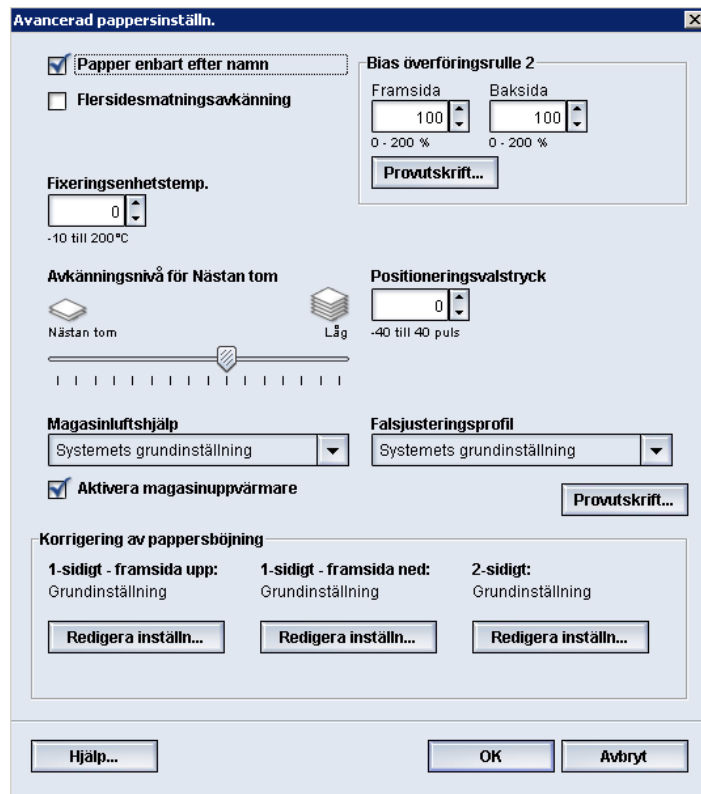 Avancerad pappersinställn.
Papper enbart efter namn
Flersidesmatningsavkänning
Bias överföringsrulle 2
Framsida Baksida
100 100
0 - 200 % 0 - 200 %
Provutskrift...
Fixeringsenhetstemp.
0
-10 till 200°C
Avkänningsnivå för Nästan tom
Nästan tom Låg
Positioneringsvalstryck
0
-40 till 40 puls
Magasinluftshjälp
Systemets grundinställning
Falsjusteringsprofil
Systemets grundinställning
Aktivera magasinuppvärmare
Provutskrift...
Korrigering av pappersböjning
1-sidigt - framsida upp: 1-sidigt - framsida ned: 2-sidigt:
Grundinställning Grundinställning Grundinställning
Redigera inställn... Redigera inställn... Redigera inställn...
Hjälp... OK Avbryt